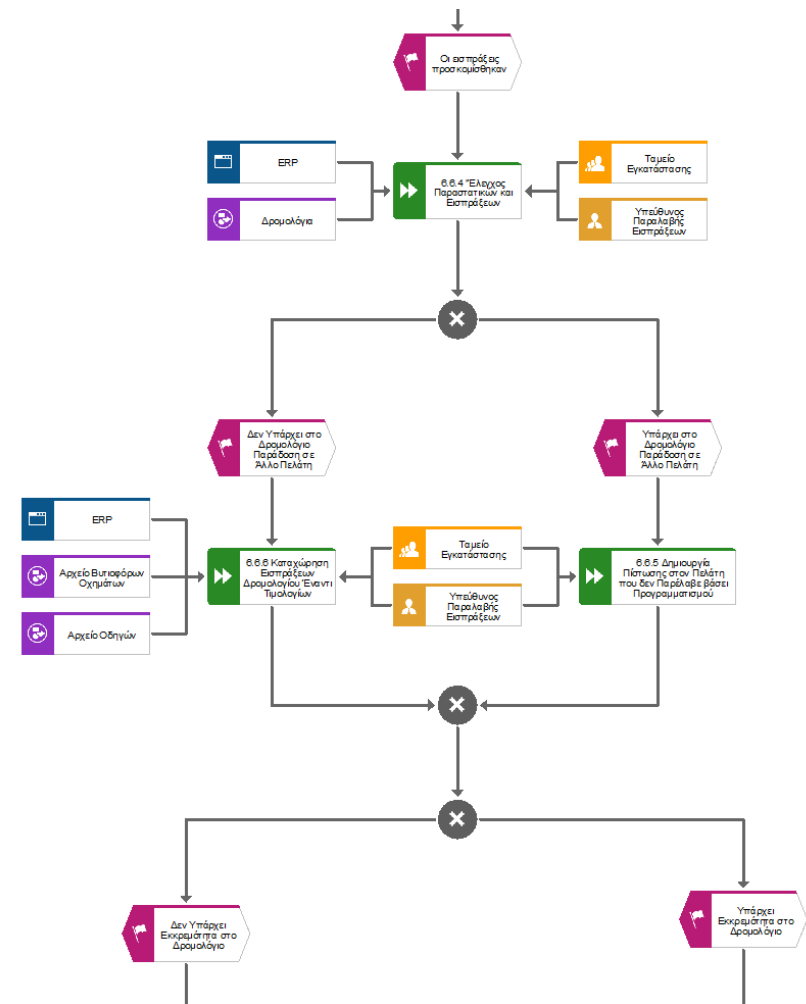 Οι εισπράξεις
προσκομίσθηκαν
ERP
Δρομολόγια
6.6.4 Έλεγχος
Παραστατικών και
Εισπράξεων
Ταμείο
Εγκατάστασης
Υπεύθυνος
Παραλαβής
Εισπράξεων
Δεν Υπάρχει στο
Δρομολόγιο
Παράδοση σε
Άλλο Πελάτη
Υπάρχει στο
Δρομολόγιο
Παράδοση σε
Άλλο Πελάτη
ERP
Αρχείο Βυτιοφόρων
Οχημάτων
Αρχείο Οδηγών
6.6.6 Καταχώρηση
Εισπράξεων
Δρομολογίου Έναντι
Τιμολογίων
Ταμείο
Εγκατάστασης
Υπεύθυνος
Παραλαβής
Εισπράξεων
6.6.5 Δημιουργία
Πίστωσης στον Πελάτη
που δεν Παρέλαβε βάσει
Προγραμματισμού
Δεν Υπάρχει
Εκκρεμότητα στο
Δρομολόγιο
Υπάρχει
Εκκρεμότητα στο
Δρομολόγιο